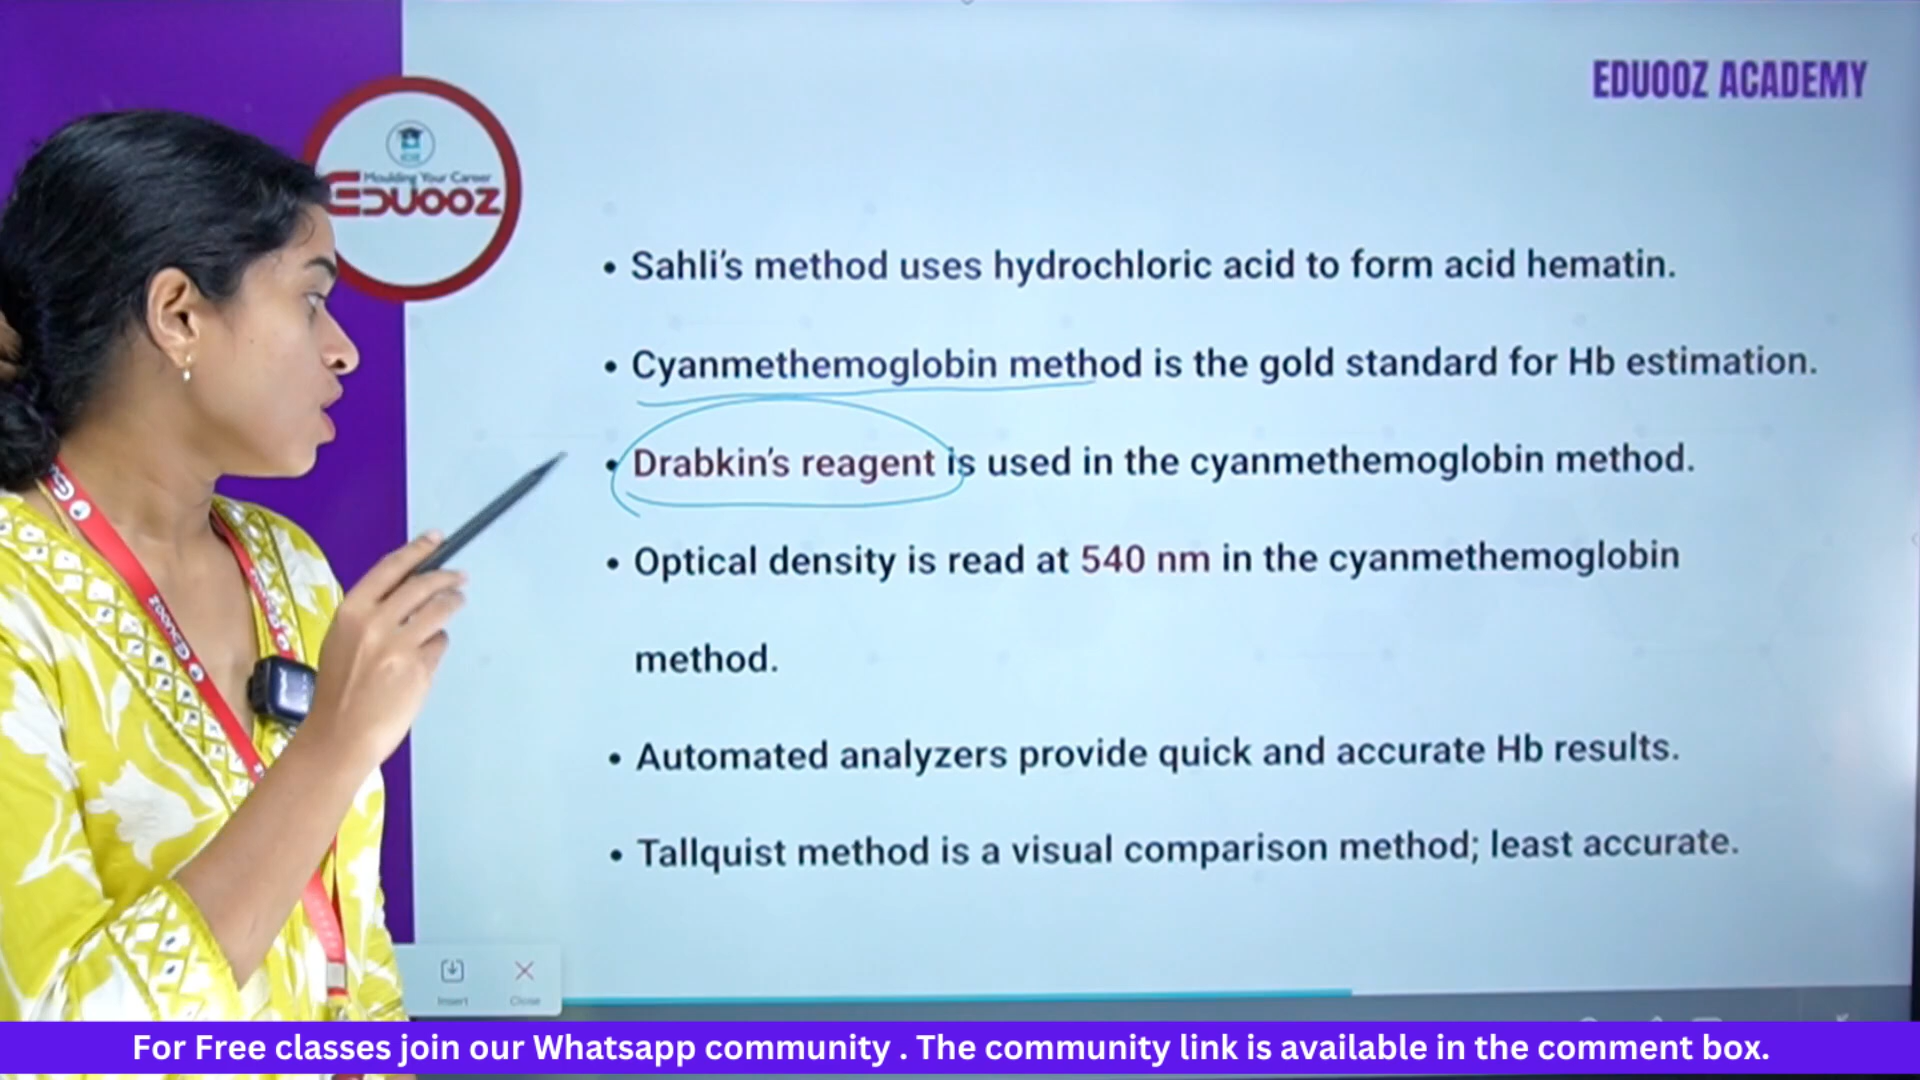 EDUOOZ ACADEMY
Moulding Your Career
EDUOOZ
• Sahli's method uses hydrochloric acid to form acid hematin.
• Cyanmethemoglobin method is the gold standard for Hb estimation.
• Drabkin's reagent is used in the cyanmethemoglobin method.
• Optical density is read at 540 nm in the cyanmethemoglobin
method.
• Automated analyzers provide quick and accurate Hb results.
• Tallquist method is a visual comparison method; least accurate.
EDUOOZ
Insert
Close
For Free classes join our Whatsapp community . The community link is available in the comment box.